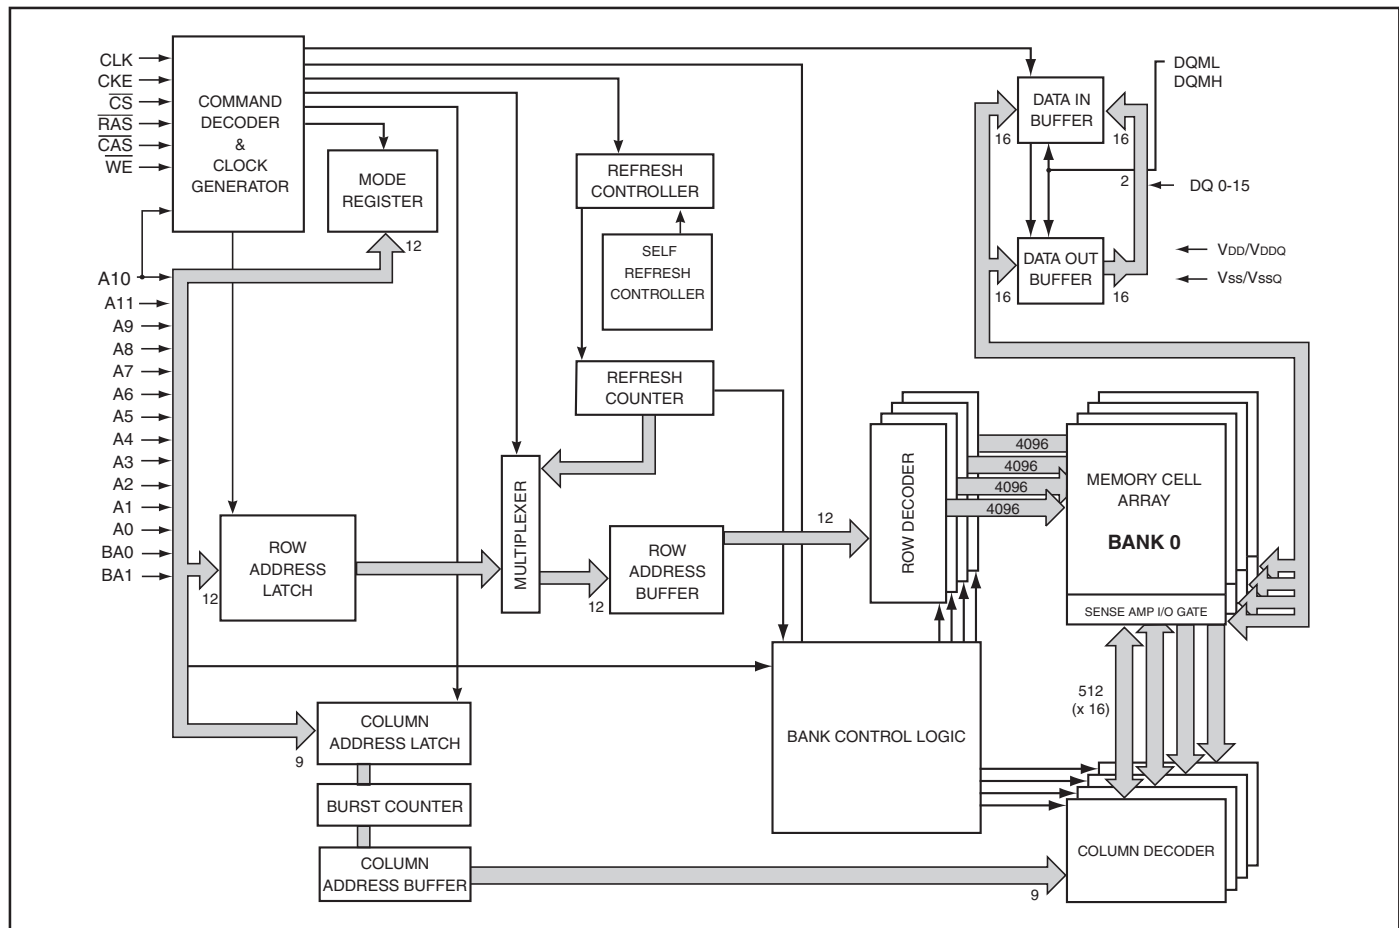 CLK
CKE
CS
RAS
CAS
WE
A10
A11
A9
A8
A7
A6
A5
A4
A3
A2
A1
A0
BA0
BA1
COMMAND
DECODER
&
CLOCK
GENERATOR
MODE
REGISTER
12
REFRESH
CONTROLLER
SELF
REFRESH
CONTROLLER
REFRESH
COUNTER
DATA IN
BUFFER
16
16
DQML
DQMH
2
DQ 0-15
DATA OUT
BUFFER
16
16
VDD/VDDQ
Vss/VssQ
MULTIPLEXER
ROW
ADDRESS
LATCH
12
ROW
ADDRESS
BUFFER
12
12
ROW DECODER
4096
4096
4096
4096
MEMORY CELL
ARRAY
BANK 0
SENSE AMP I/O GATE
512
(x 16)
BANK CONTROL LOGIC
COLUMN
ADDRESS LATCH
9
BURST COUNTER
COLUMN
ADDRESS BUFFER
9
COLUMN DECODER